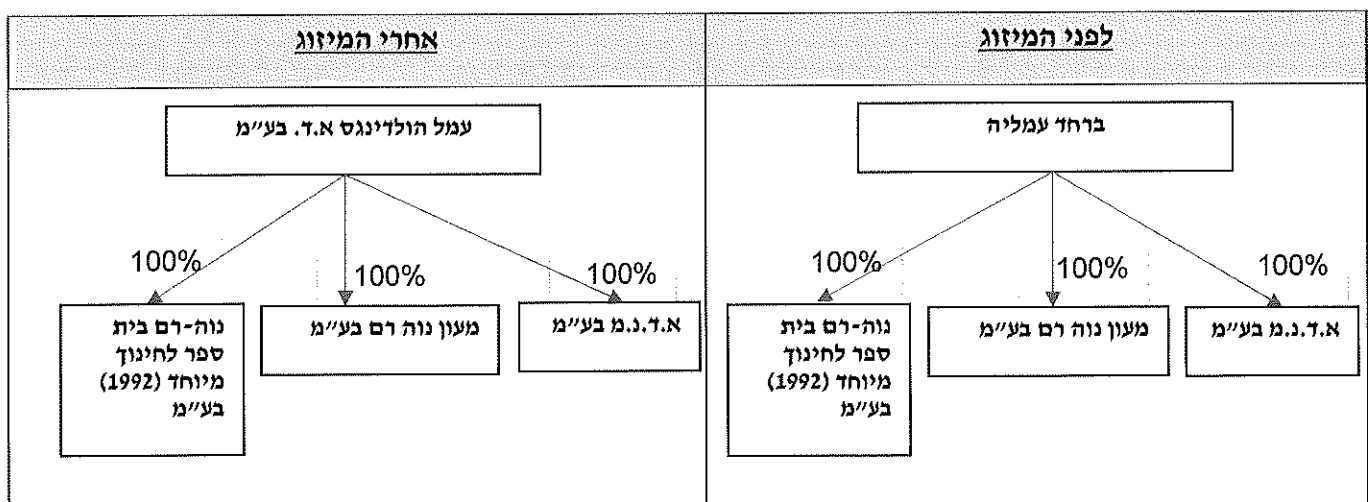 לפני המיזוג
ברחד עמליה
100%
100%
100%
א.ד.נ.מ בע״מ
מעון נוה רם בע״מ
נוה-רם בית
ספר לחינוך
מיוחד (1992)
בע״מ
אחרי המיזוג
עמל הולדינגס א.ד. בע״מ
100%
100%
100%
א.ד.נ.מ בע״מ
מעון נוה רם בע״מ
נוה-רם בית
ספר לחינוך
מיוחד (1992)
בע״מ